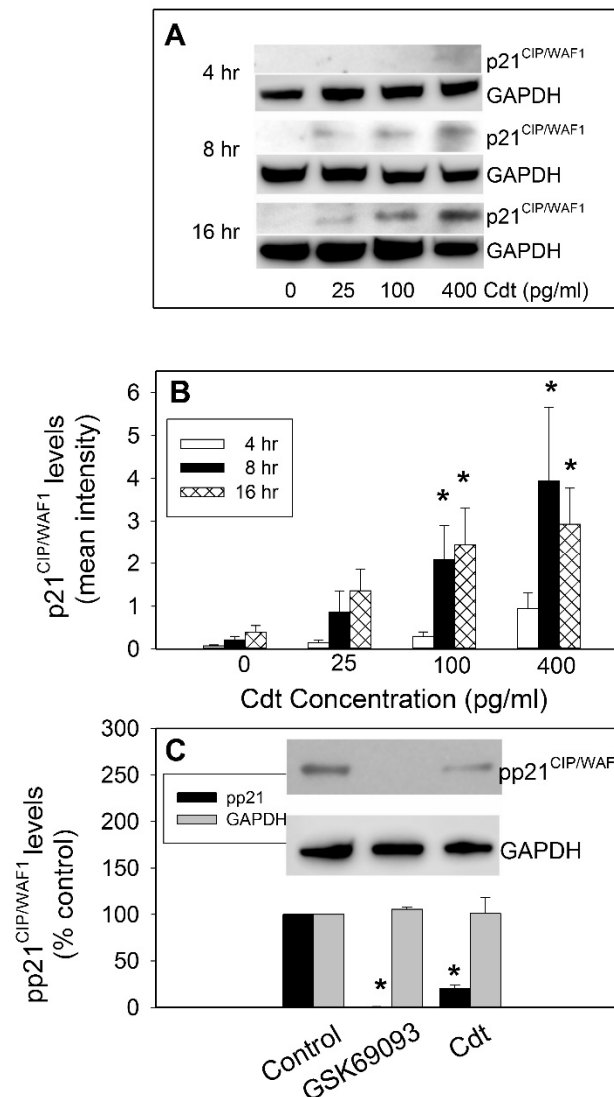 A
4 hr
p21CIP/WAF1
GAPDH
8 hr
p21CIP/WAF1
GAPDH
16 hr
p21CIP/WAF1
GAPDH
0 25 100 400 Cdt (pg/ml)
B
p21CIP/WAF1 levels
(mean intensity)
6
5
4
3
2
1
0
4 hr
8 hr
16 hr
* * * *
0 25 100 400
Cdt Concentration (pg/ml)
C
pp21CIP/WAF1 levels
(% control)
300
250
200
150
100
50
0
pp21
GAPDH
pp21CIP/WAF
GAPDH
* *
Control GSK69093 Cdt